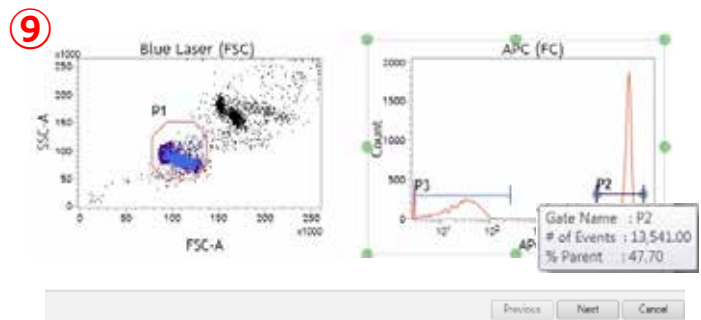 9
Blue Laser (FSC)
x1000
250
200
150
100
50
0
SSC-A
P1
0 50 100 150 200 250
x1000
FSC-A
APC (FC)
2000
1500
1000
500
0
Count
P3
P2
Gate Name : P2
# of Events : 13,541.00
% Parent : 47.70
Previous Next Cancel